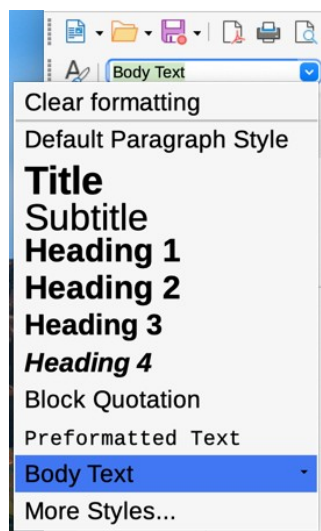 Body Text
Clear formatting
Default Paragraph Style
Title
Subtitle
Heading 1
Heading 2
Heading 3
Heading 4
Block Quotation
Preformatted Text
Body Text
More Styles...